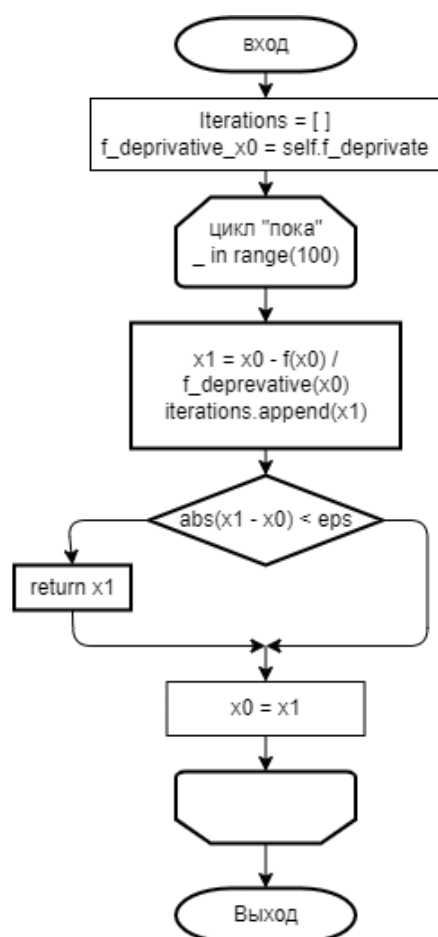 вход
Iterations = [ ]
f_deprivative_x0 = self.f_deprivate
цикл "пока"
_ in range(100)
x1 = x0 - f(x0) /
f_deprevative(x0)
iterations.append(x1)
abs(x1 - x0) < eps
return x1
x0 = x1
Выход